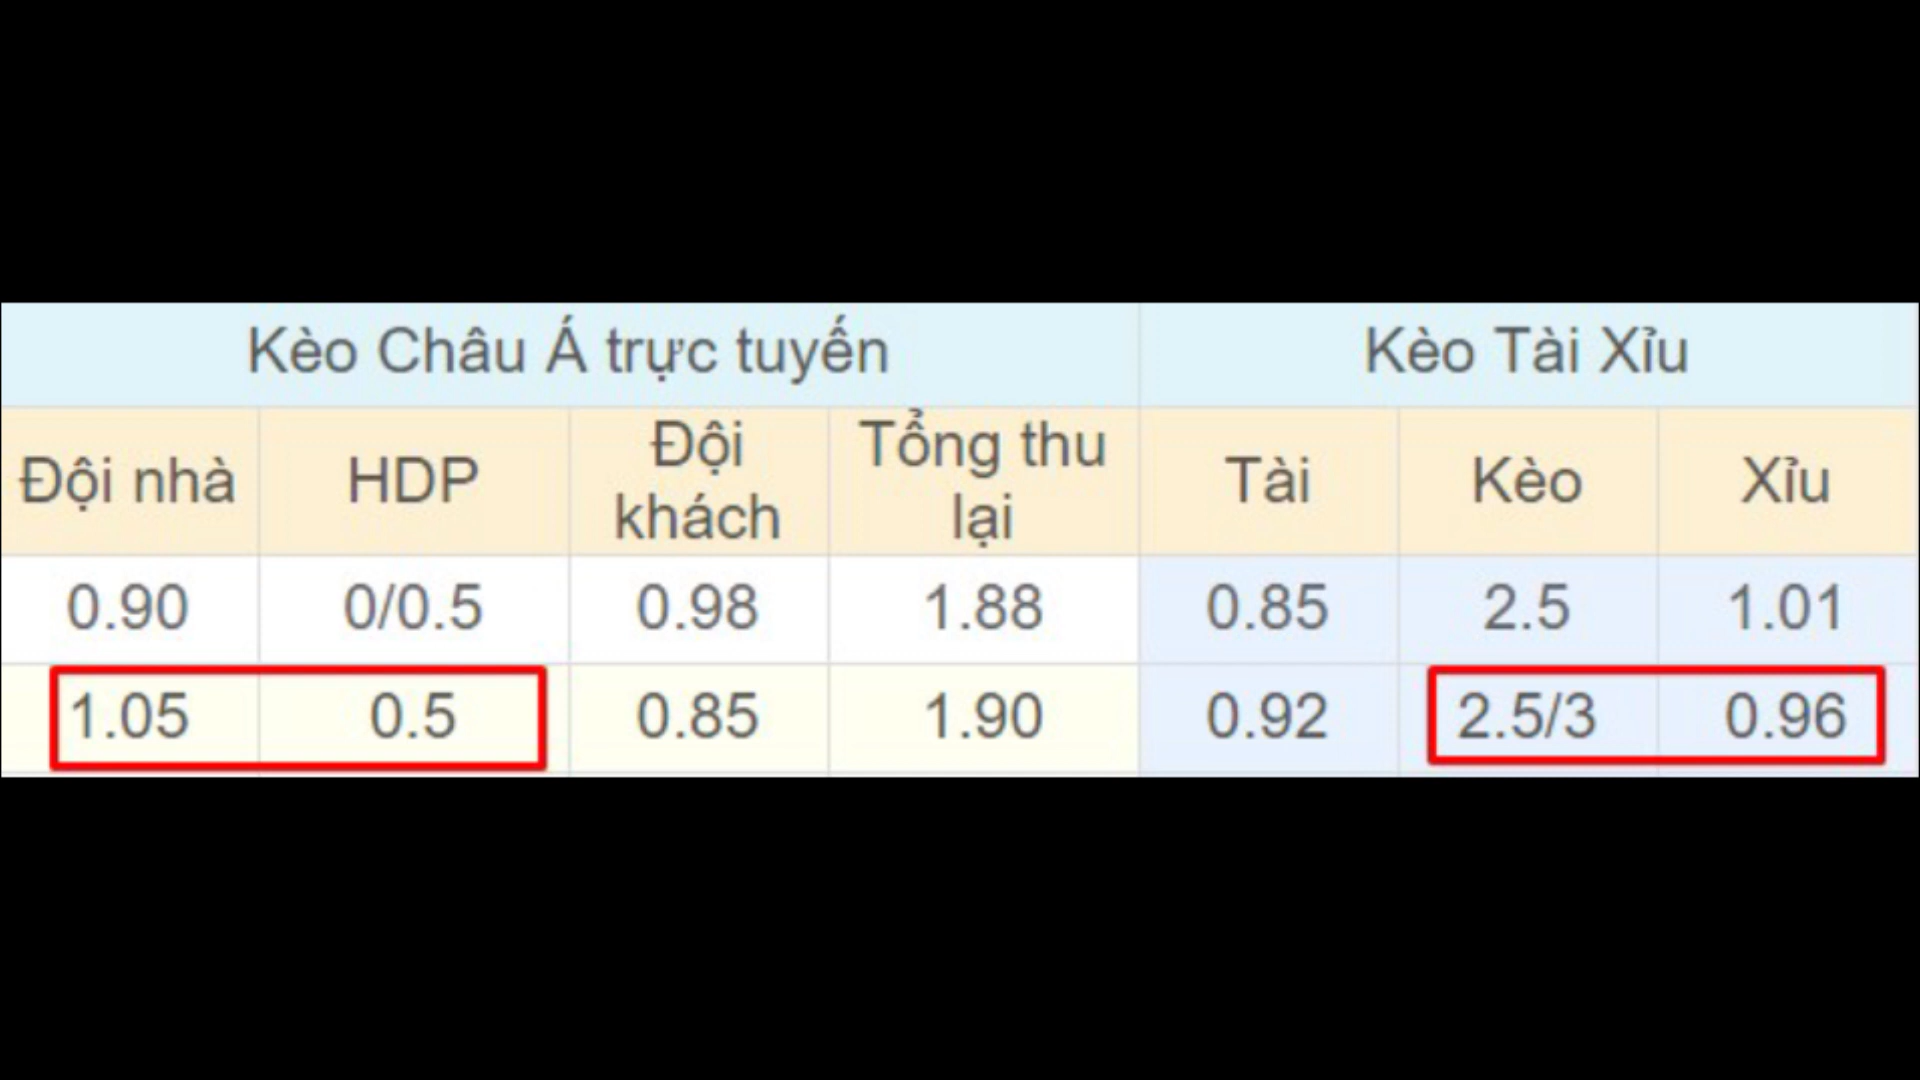 Kèo Châu Á trực tuyến Kèo Tài Xỉu
Đội nhà HDP Đội khách Tổng thu lại Tài Kèo Xỉu
0.90 0/0.5 0.98 1.88 0.85 2.5 1.01
1.05 0.5 0.85 1.90 0.92 2.5/3 0.96